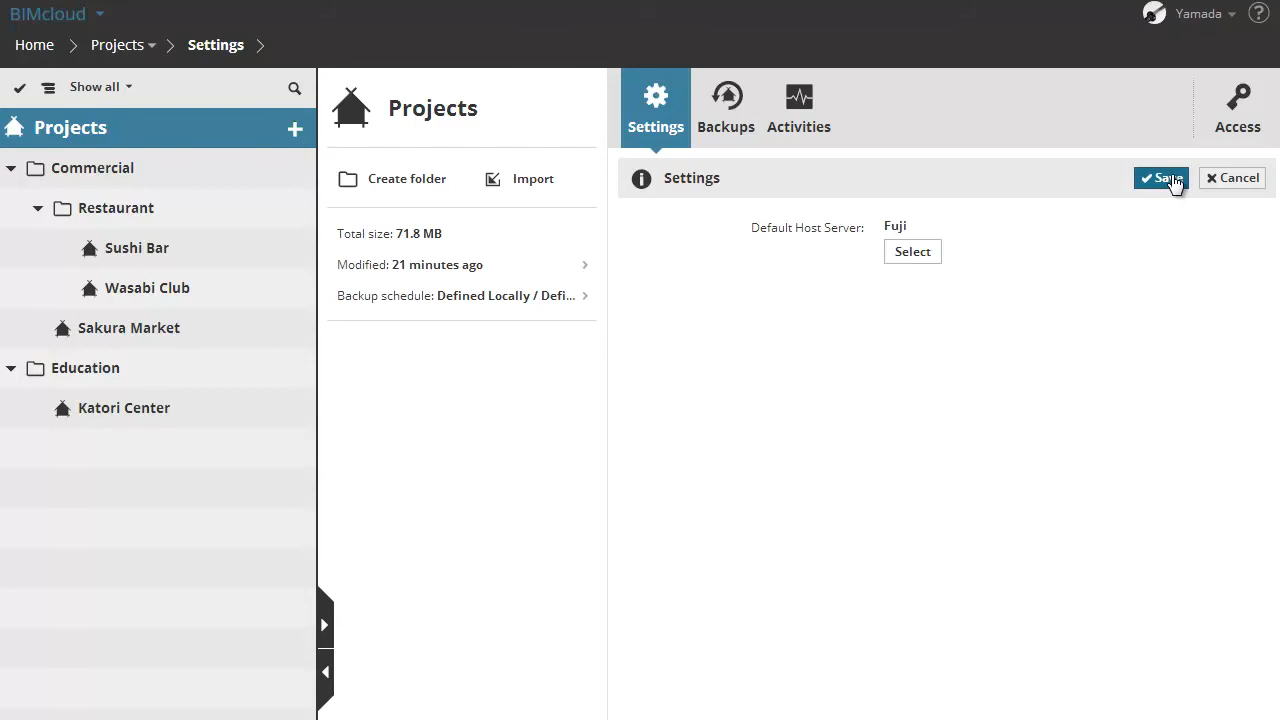 BIMcloud
Yamada
?
Home
Projects
Settings
Show all
Projects
Commercial
Restaurant
Sushi Bar
Wasabi Club
Sakura Market
Education
Katori Center
Projects
Create folder
Import
Total size: 71.8 MB
Modified: 21 minutes ago
Backup schedule: Defined Locally / Defi...
Settings
Backups
Activities
Access
Settings
Save
Cancel
Default Host Server:
Fuji
Select